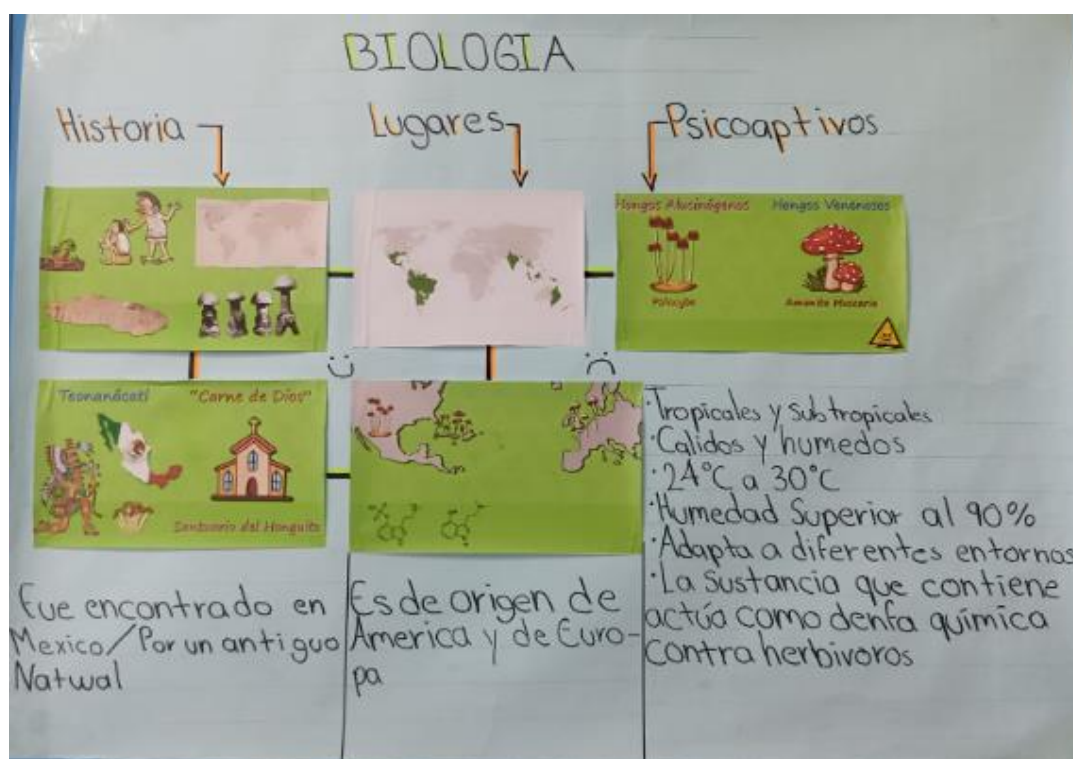 BIOLOGIA
Historia
Lugares
Psicoaptivos
Hongos Alucinógenos
Hongos Venenosos
Psilocybe
Amanita Muscaria
Teonanácatl
"Carne de Dios"
Santuario del Honguito
Fue encontrado en
Mexico/Por un antiguo
Natwal
Es de origen de
America y de Euro-
pa
·Tropicales y subtropicales
·Calidos y humedos
·24°C a 30°C
·Humedad Superior al 90%
·Adapta a diferentes entornos
·La Sustancia que contiene
actúa como denfa química
contra herbivoros